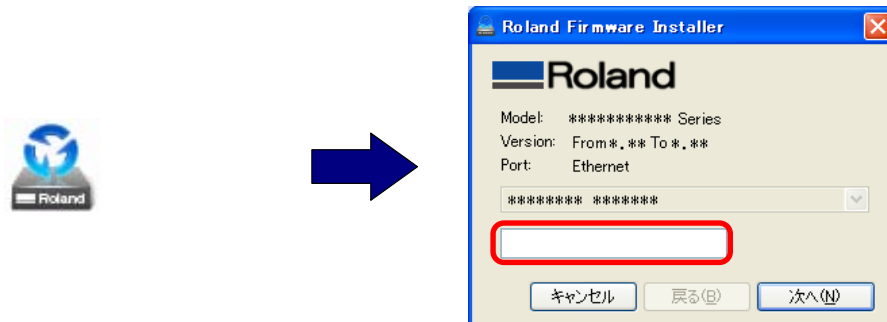 Roland
Roland Firmware Installer
Roland
Model: *********** Series
Version: From*.** To*.**
Port: Ethernet
******** *******
キャンセル 戻る(B) 次へ(N)